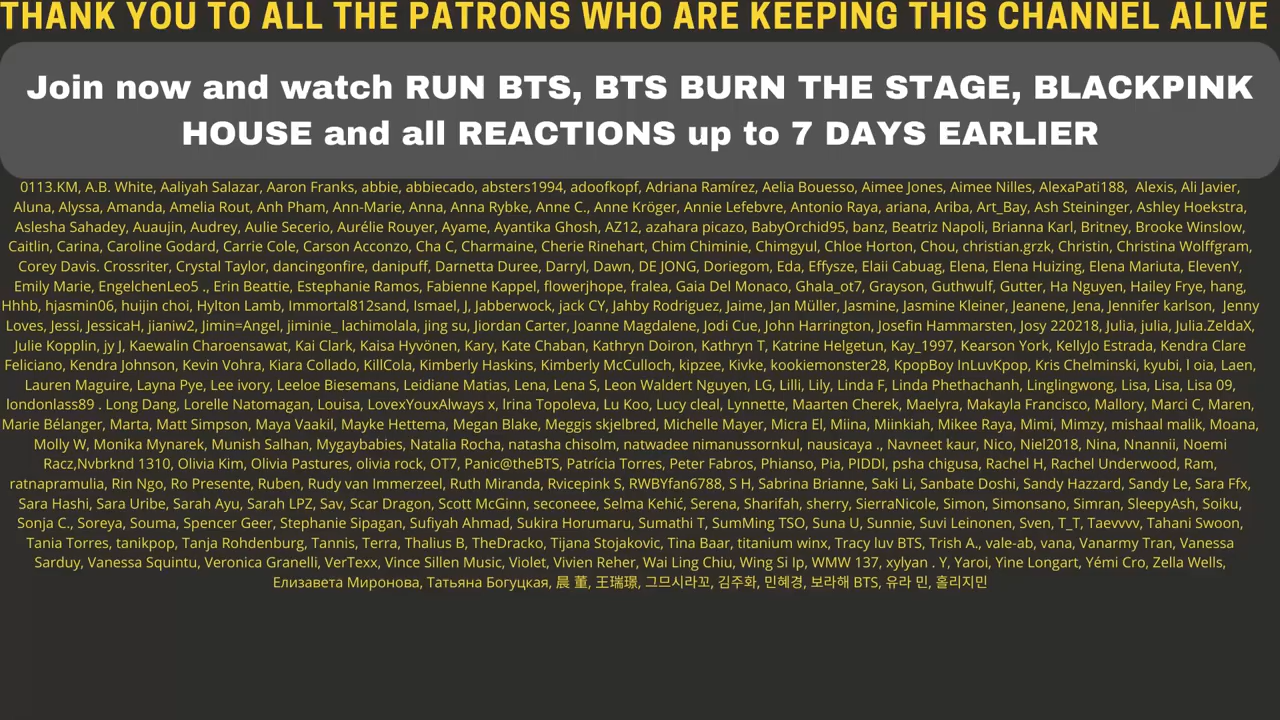 THANK YOU TO ALL THE PATRONS WHO ARE KEEPING THIS CHANNEL ALIVE
Join now and watch RUN BTS, BTS BURN THE STAGE, BLACKPINK
HOUSE and all REACTIONS up to 7 DAYS EARLIER
0113.KM, A.B. White, Aaliyah Salazar, Aaron Franks, abbie, abbiecado, absters1994, adoofkopf, Adriana Ramírez, Aelia Bouesso, Aimee Jones, Aimee Nilles, AlexaPati188, Alexis, Ali Javier,
Aluna, Alyssa, Amanda, Amelia Rout, Anh Pham, Ann-Marie, Anna, Anna Rybke, Anne C., Anne Kröger, Annie Lefebvre, Antonio Raya, ariana, Ariba, Art_Bay, Ash Steininger, Ashley Hoekstra,
Aslesha Sahadey, Auaujin, Audrey, Aulie Secerio, Aurélie Rouyer, Ayame, Ayantika Ghosh, AZ12, azahara picazo, BabyOrchid95, banz, Beatriz Napoli, Brianna Karl, Britney, Brooke Winslow,
Caitlin, Carina, Caroline Godard, Carrie Cole, Carson Acconzo, Cha C, Charmaine, Cherie Rinehart, Chim Chiminie, Chimgyul, Chloe Horton, Chou, christian.grzk, Christin, Christina Wolffgram,
Corey Davis. Crossriter, Crystal Taylor, dancingonfire, danipuff, Darnetta Duree, Darryl, Dawn, DE JONG, Doriegom, Eda, Effysze, Elaii Cabuag, Elena, Elena Huizing, Elena Mariuta, ElevenY,
Emily Marie, EngelchenLeo5 ., Erin Beattie, Estephanie Ramos, Fabienne Kappel, flowerjhope, fralea, Gaia Del Monaco, Ghala_ot7, Grayson, Guthwulf, Gutter, Ha Nguyen, Hailey Frye, hang,
Hhhb, hjasmin06, huijin choi, Hylton Lamb, Immortal812sand, Ismael, J, Jabberwock, jack CY, Jahby Rodriguez, Jaime, Jan Müller, Jasmine, Jasmine Kleiner, Jeanene, Jena, Jennifer karlson, Jenny
Loves, Jessi, JessicaH, jianiw2, Jimin=Angel, jiminie_ lachimolala, jing su, Jiordan Carter, Joanne Magdalene, Jodi Cue, John Harrington, Josefin Hammarsten, Josy 220218, Julia, julia, Julia.ZeldaX,
Julie Kopplin, jy J, Kaewalin Charoensawat, Kai Clark, Kaisa Hyvönen, Kary, Kate Chaban, Kathryn Doiron, Kathryn T, Katrine Helgetun, Kay_1997, Kearson York, KellyJo Estrada, Kendra Clare
Feliciano, Kendra Johnson, Kevin Vohra, Kiara Collado, KillCola, Kimberly Haskins, Kimberly McCulloch, kipzee, Kivke, kookiemonster28, KpopBoy InLuvKpop, Kris Chelminski, kyubi, l oia, Laen,
Lauren Maguire, Layna Pye, Lee ivory, Leeloe Biesemans, Leidiane Matias, Lena, Lena S, Leon Waldert Nguyen, LG, Lilli, Lily, Linda F, Linda Phethachanh, Linglingwong, Lisa, Lisa, Lisa 09,
londonlass89 . Long Dang, Lorelle Natomagan, Louisa, LovexYouxAlways x, lrina Topoleva, Lu Koo, Lucy cleal, Lynnette, Maarten Cherek, Maelyra, Makayla Francisco, Mallory, Marci C, Maren,
Marie Bélanger, Marta, Matt Simpson, Maya Vaakil, Mayke Hettema, Megan Blake, Meggis skjelbred, Michelle Mayer, Micra El, Miina, Miinkiah, Mikee Raya, Mimi, Mimzy, mishaal malik, Moana,
Molly W, Monika Mynarek, Munish Salhan, Mygaybabies, Natalia Rocha, natasha chisolm, natwadee nimanussornkul, nausicaya ., Navneet kaur, Nico, Niel2018, Nina, Nnannii, Noemi
Racz,Nvbrknd 1310, Olivia Kim, Olivia Pastures, olivia rock, OT7, Panic@theBTS, Patrícia Torres, Peter Fabros, Phianso, Pia, PIDDI, psha chigusa, Rachel H, Rachel Underwood, Ram,
ratnapramulia, Rin Ngo, Ro Presente, Ruben, Rudy van Immerzeel, Ruth Miranda, Rvicepink S, RWBYfan6788, S H, Sabrina Brianne, Saki Li, Sanbate Doshi, Sandy Hazzard, Sandy Le, Sara Ffx,
Sara Hashi, Sara Uribe, Sarah Ayu, Sarah LPZ, Sav, Scar Dragon, Scott McGinn, seconeee, Selma Kehić, Serena, Sharifah, sherry, SierraNicole, Simon, Simonsano, Simran, SleepyAsh, Soiku,
Sonja C., Soreya, Souma, Spencer Geer, Stephanie Sipagan, Sufiyah Ahmad, Sukira Horumaru, Sumathi T, SumMing TSO, Suna U, Sunnie, Suvi Leinonen, Sven, T_T, Taevvvv, Tahani Swoon,
Tania Torres, tanikpop, Tanja Rohdenburg, Tannis, Terra, Thalius B, TheDracko, Tijana Stojakovic, Tina Baar, titanium winx, Tracy luv BTS, Trish A., vale-ab, vana, Vanarmy Tran, Vanessa
Sarduy, Vanessa Squintu, Veronica Granelli, VerTexx, Vince Sillen Music, Violet, Vivien Reher, Wai Ling Chiu, Wing Si Ip, WMW 137, xylyan . Y, Yaroi, Yine Longart, Yémi Cro, Zella Wells,
Елизавета Миронова, Татьяна Богуцкая, 晨 董, 王瑞璟, 그므시라꼬, 김주화, 민혜경, 보라해 BTS, 유라 민, 홀리지민